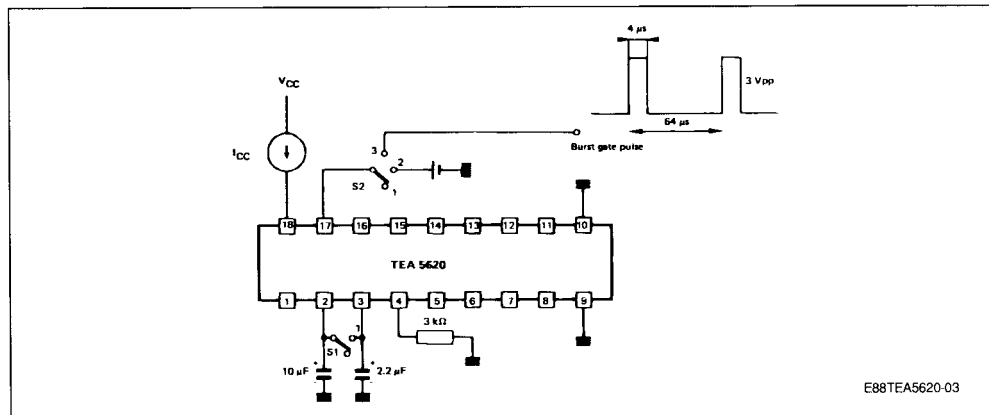 4 µs
V_CC
3 Vpp
64 µs
I_CC
3
2
Burst gate pulse
S2
1
18 17 16 15 14 13 12 11 10
TEA 5620
1 2 3 4 5 6 7 8 9
3 kΩ
1
S1
10 µF
+
+
2.2 µF
E88TEA5620-03